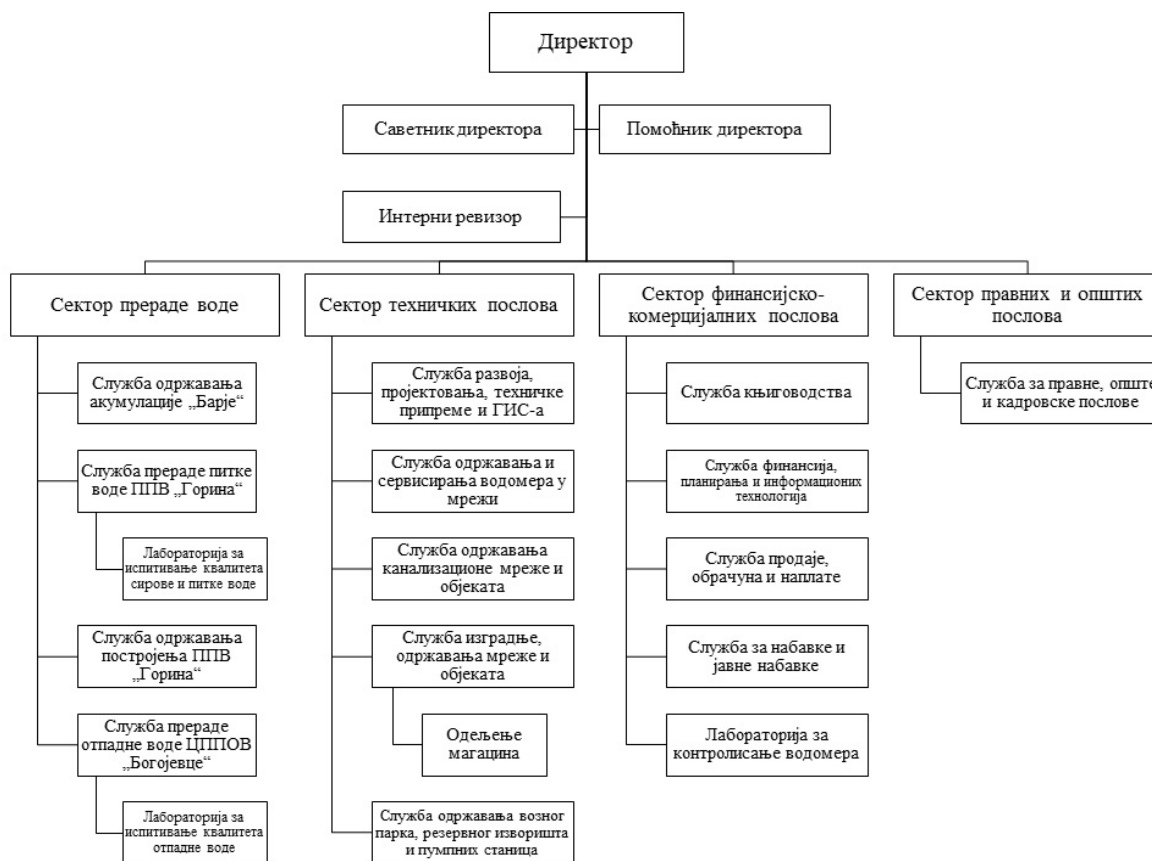 Директор
Саветник директора
Помоћник директора
Интерни ревизор
Сектор прераде воде
Служба одржавања
акумулације „Барје“
Служба прераде питке
воде ППВ „Горина“
Лабораторија за
испитивање квалитета
сирове и питке воде
Служба одржавања
постројења ППВ
„Горина“
Служба прераде
отпадне воде ЦППОВ
„Богојевце“
Лабораторија за
испитивање квалитета
отпадне воде
Сектор техничких послова
Служба развоја,
пројектовања, техничке
припреме и ГИС-а
Служба одржавања и
сервисирања водомера у
мрежи
Служба одржавања
канализационе мреже и
објеката
Служба изградње,
одржавања мреже и
објеката
Одељење
магацина
Служба одржавања возног
парка, резервног изворишта
и пумпних станица
Сектор финансијско-
комерцијалних послова
Служба књиговодства
Служба финансија,
планирања и информационих
технологија
Служба продаје,
обрачуна и наплате
Служба за набавке и
јавне набавке
Лабораторија за
контролисање водомера
Сектор правних и општих
послова
Служба за правне, опште
и кадровске послове